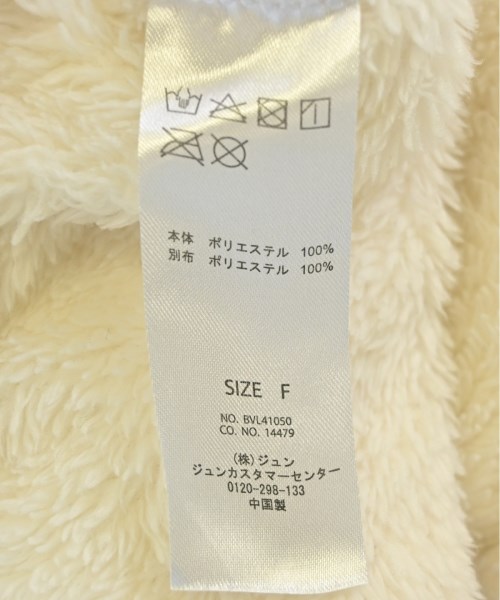 本体 ポリエステル 100%
別布 ポリエステル 100%
SIZE F
NO. BVL41050
CO. NO. 14479
(株)ジュン
ジュンカスタマーセンター
0120-298-133
中国製